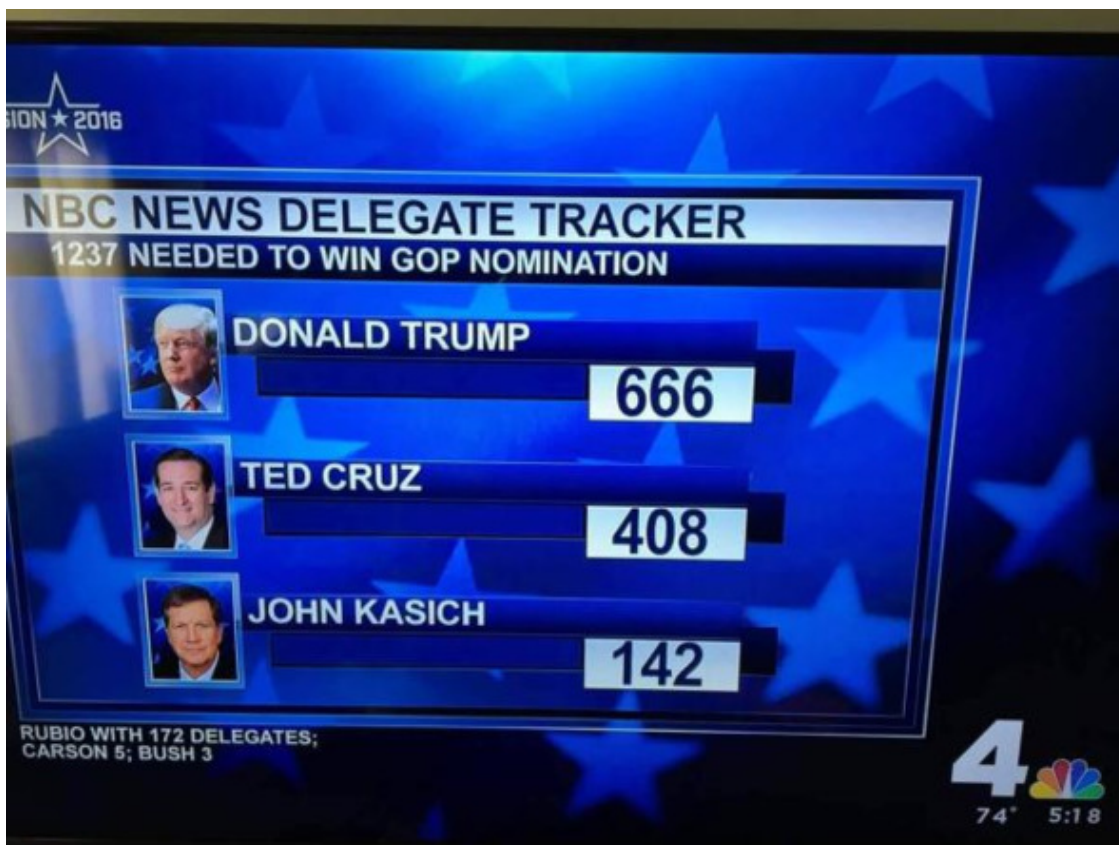 SION ★ 2016
NBC NEWS DELEGATE TRACKER
1237 NEEDED TO WIN GOP NOMINATION
DONALD TRUMP
666
TED CRUZ
408
JOHN KASICH
142
RUBIO WITH 172 DELEGATES;
CARSON 5; BUSH 3
4
74° 5:18